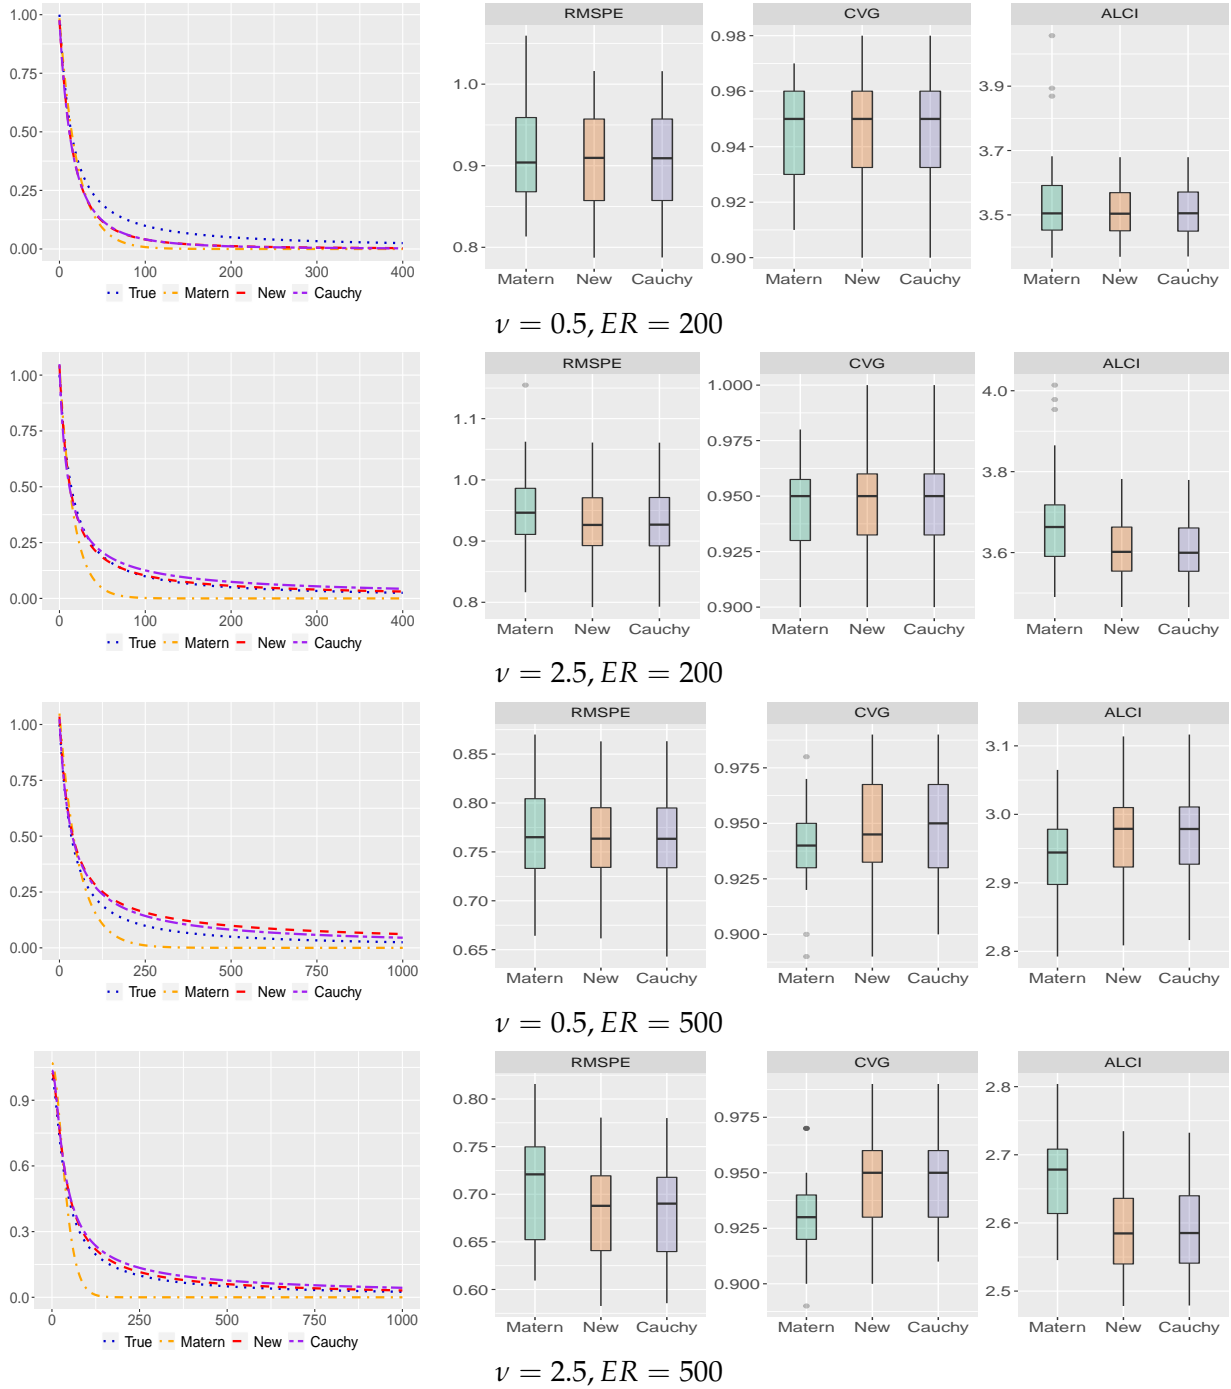 RMSPE CVG ALCI
1.00
0.75
0.50
0.25
0.00
0 100 200 300 400
True Matern New Cauchy
1.0
0.9
0.8
Matern New Cauchy
0.98
0.96
0.94
0.92
0.90
Matern New Cauchy
3.9
3.7
3.5
Matern New Cauchy
ν = 0.5, ER = 200
RMSPE CVG ALCI
1.00
0.75
0.50
0.25
0.00
0 100 200 300 400
True Matern New Cauchy
1.1
1.0
0.9
0.8
Matern New Cauchy
1.000
0.975
0.950
0.925
0.900
Matern New Cauchy
4.0
3.8
3.6
Matern New Cauchy
ν = 2.5, ER = 200
RMSPE CVG ALCI
1.00
0.75
0.50
0.25
0.00
0 250 500 750 1000
True Matern New Cauchy
0.85
0.80
0.75
0.70
0.65
Matern New Cauchy
0.975
0.950
0.925
0.900
Matern New Cauchy
3.1
3.0
2.9
2.8
Matern New Cauchy
ν = 0.5, ER = 500
RMSPE CVG ALCI
0.9
0.6
0.3
0.0
0 250 500 750 1000
True Matern New Cauchy
0.80
0.75
0.70
0.65
0.60
Matern New Cauchy
0.975
0.950
0.925
0.900
Matern New Cauchy
2.8
2.7
2.6
2.5
Matern New Cauchy
ν = 2.5, ER = 500